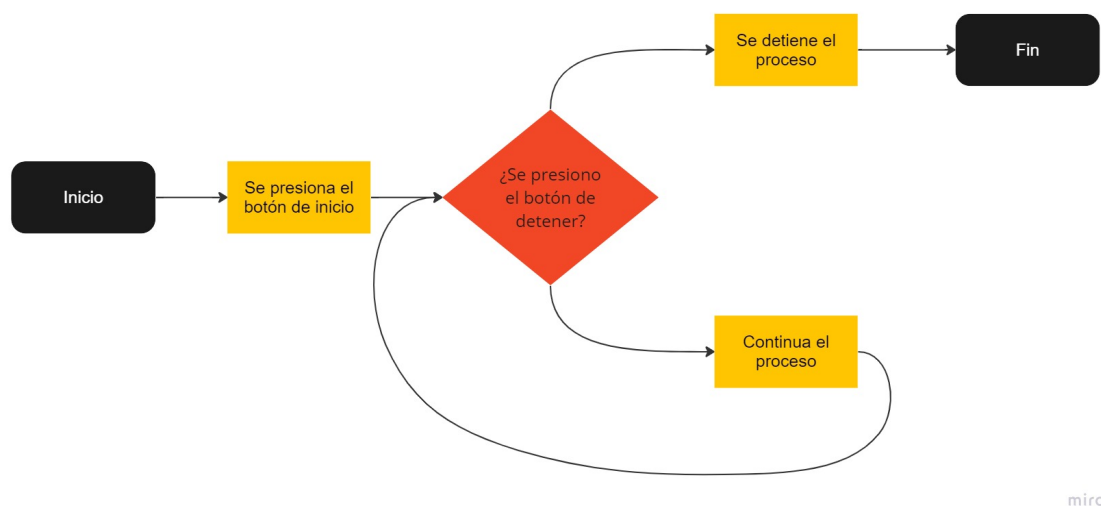 Inicio
Se presiona el
botón de inicio
¿Se presiono
el botón de
detener?
Se detiene el
proceso
Fin
Continua el
proceso
mirc